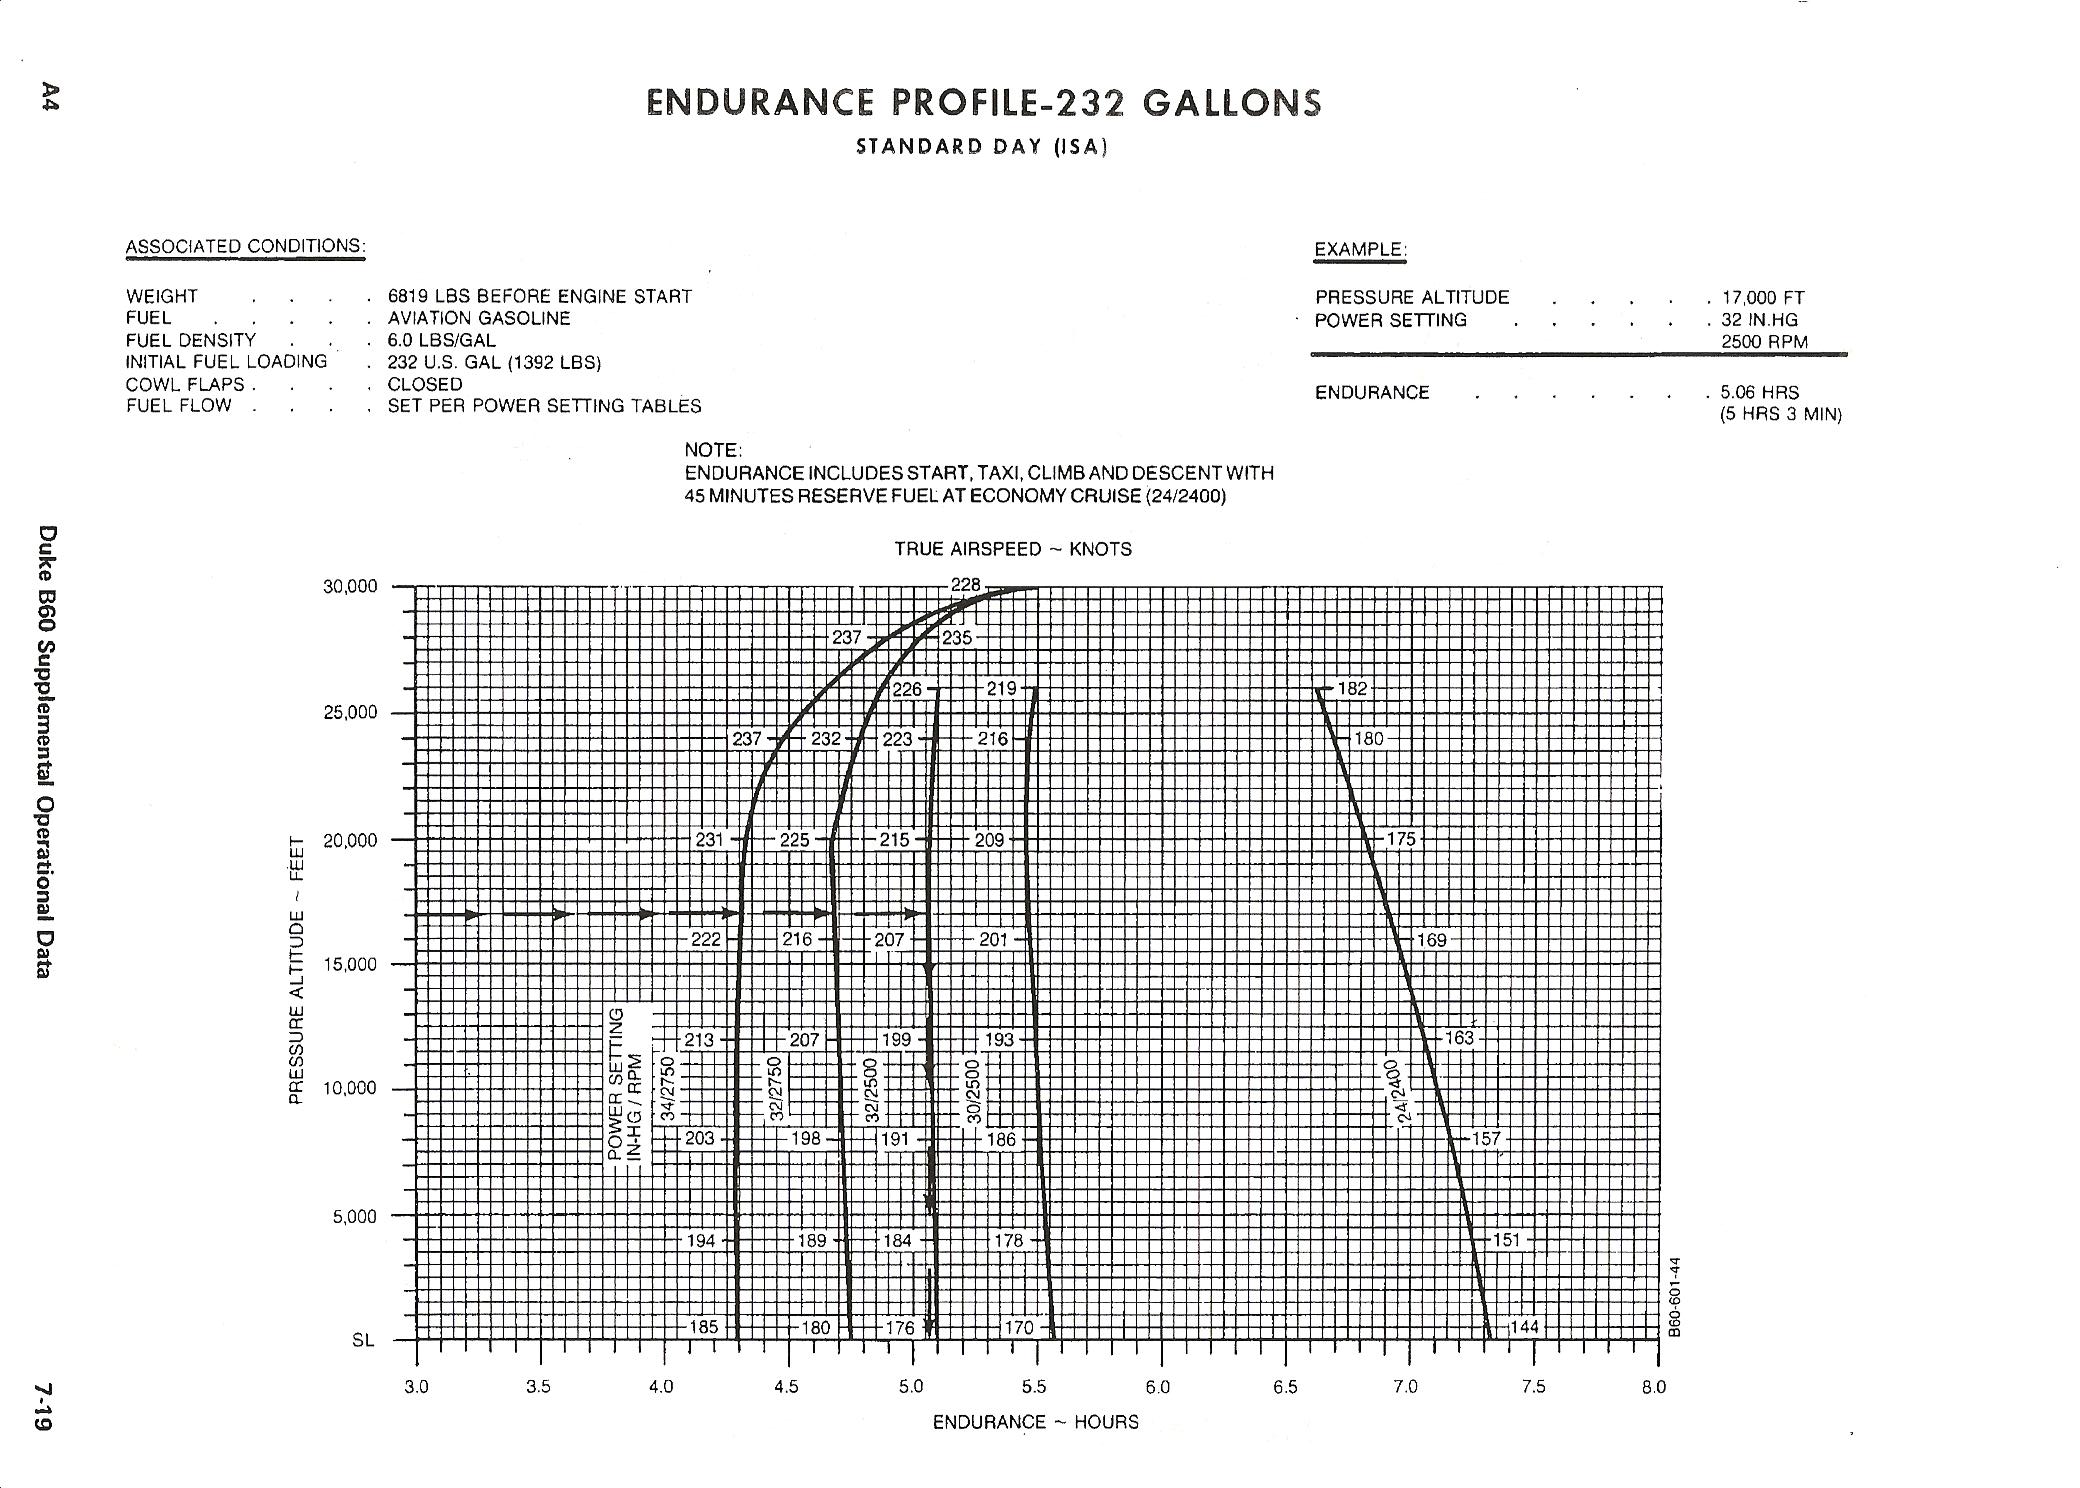 A4
Duke B60 Supplemental Operational Data
7-19
ENDURANCE PROFILE-232 GALLONS
STANDARD DAY (ISA)
ASSOCIATED CONDITIONS:
WEIGHT . . . . 6819 LBS BEFORE ENGINE START
FUEL . . . . . AVIATION GASOLINE
FUEL DENSITY . . . 6.0 LBS/GAL
INITIAL FUEL LOADING . 232 U.S. GAL (1392 LBS)
COWL FLAPS . . . . CLOSED
FUEL FLOW . . . . SET PER POWER SETTING TABLES
EXAMPLE:
PRESSURE ALTITUDE . . . . . 17,000 FT
POWER SETTING . . . . . . 32 IN.HG
2500 RPM
ENDURANCE . . . . . . . 5.06 HRS
(5 HRS 3 MIN)
NOTE:
ENDURANCE INCLUDES START, TAXI, CLIMB AND DESCENT WITH
45 MINUTES RESERVE FUEL AT ECONOMY CRUISE (24/2400)
TRUE AIRSPEED ~ KNOTS
PRESSURE ALTITUDE ~ FEET
30,000
25,000
20,000
15,000
10,000
5,000
SL
228
237 235
226 219 182
237 232 223 216 180
231 225 215 209 175
222 216 207 201 169
213 207 199 193 163
POWER SETTING
IN-HG / RPM
34/2750
32/2750
32/2500
30/2500
24/2400
203 198 191 186 157
194 189 184 178 151
185 180 176 170 144
B60-601-44
3.0 3.5 4.0 4.5 5.0 5.5 6.0 6.5 7.0 7.5 8.0
ENDURANCE ~ HOURS